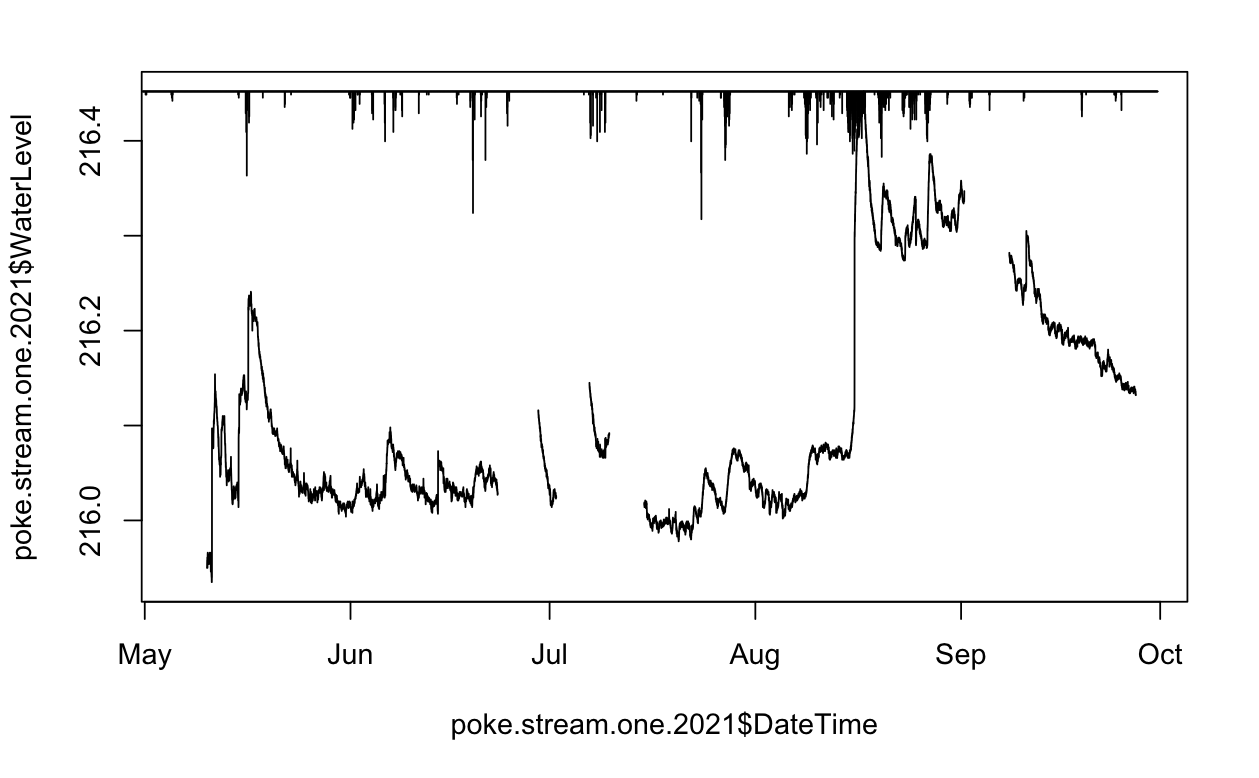 poke.stream.one.2021$WaterLevel
216.4
216.2
216.0
May Jun Jul Aug Sep Oct
poke.stream.one.2021$DateTime